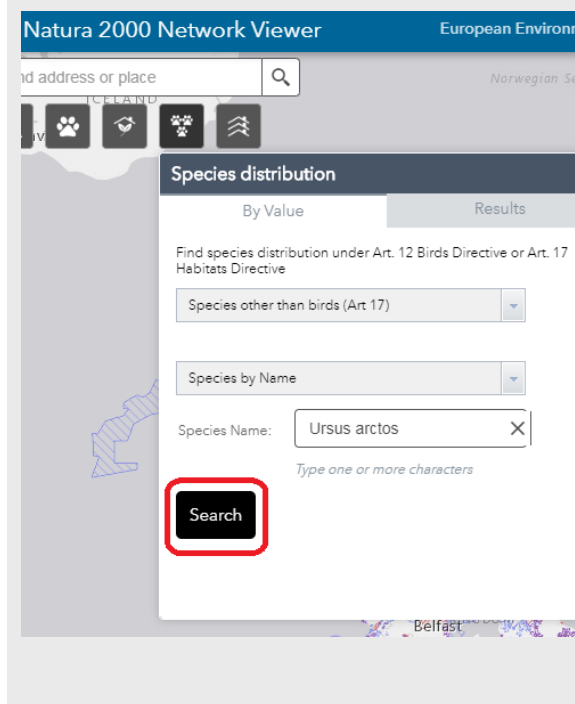 Natura 2000 Network Viewer
European Environ
nd address or place
Norwegian Se
ICELAND
av
Species distribution
By Value
Results
Find species distribution under Art. 12 Birds Directive or Art. 17
Habitats Directive
Species other than birds (Art 17)
Species by Name
Species Name:
Ursus arctos
Type one or more characters
Search
Belfast